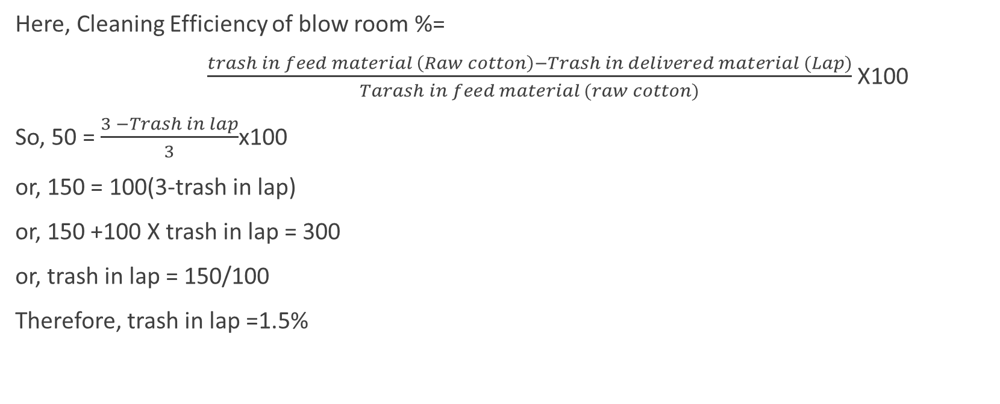 Here, Cleaning Efficiency of blow room %=
trash in feed material (Raw cotton)−Trash in delivered material (Lap)
Tarash in feed material (raw cotton)
X100
So, 50 = 3 −Trash in lap
3
x100
or, 150 = 100(3-trash in lap)
or, 150 +100 X trash in lap = 300
or, trash in lap = 150/100
Therefore, trash in lap =1.5%